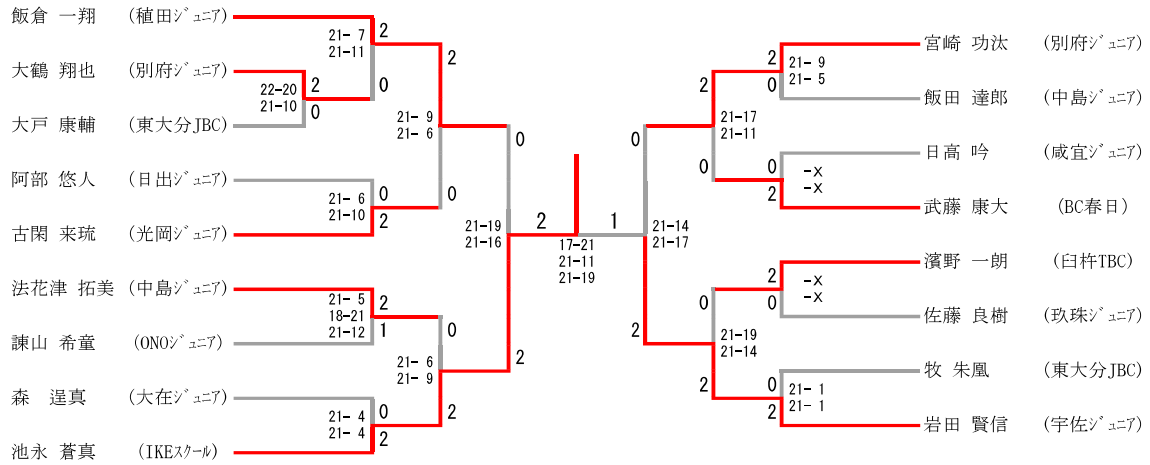 飯倉 一翔 (稙田ｼﾞｭﾆｱ)
大鶴 翔也 (別府ｼﾞｭﾆｱ)
大戸 康輔 (東大分JBC)
阿部 悠人 (日出ｼﾞｭﾆｱ)
古閑 来琉 (光岡ｼﾞｭﾆｱ)
法花津 拓美 (中島ｼﾞｭﾆｱ)
諌山 希童 (ONOｼﾞｭﾆｱ)
森 逞真 (大在ｼﾞｭﾆｱ)
池永 蒼真 (IKEｽｸｰﾙ)
21- 7
21-11
2
0
22-20
21-10
2
0
21- 6
21-10
0
2
21- 5
18-21
21-12
2
1
21- 4
21- 4
0
2
21- 9
21- 6
2
0
21- 6
21- 9
0
2
21-19
21-16
0
2
2
1
17-21
21-11
21-19
21-14
21-17
0
2
21-17
21-11
2
0
21-19
21-14
0
2
2
0
21- 9
21- 5
0
2
-X
-X
2
0
-X
-X
0
2
21- 1
21- 1
宮崎 功汰 (別府ｼﾞｭﾆｱ)
飯田 達郎 (中島ｼﾞｭﾆｱ)
日高 吟 (咸宜ｼﾞｭﾆｱ)
武藤 康大 (BC春日)
濱野 一朗 (臼杵TBC)
佐藤 良樹 (玖珠ｼﾞｭﾆｱ)
牧 朱凰 (東大分JBC)
岩田 賢信 (宇佐ｼﾞｭﾆｱ)